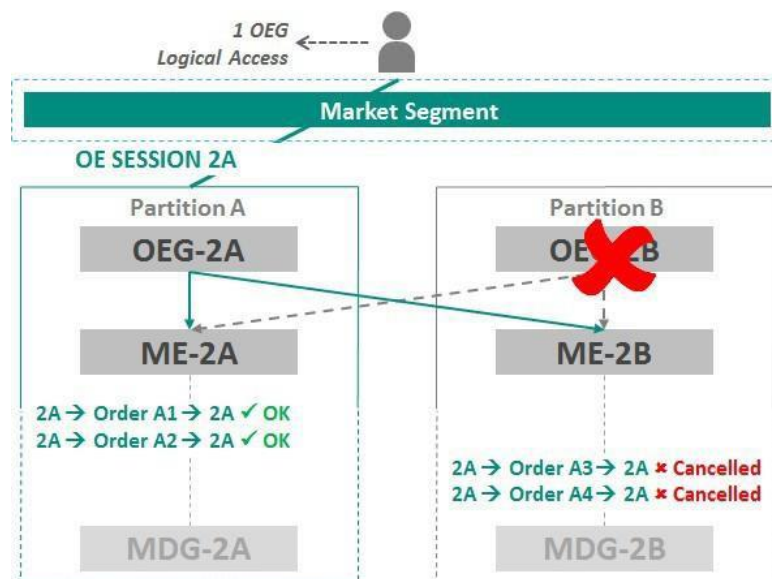 1 OEG
Logical Access
Market Segment
OE SESSION 2A
Partition A
Partition B
OEG-2A
ME-2A
ME-2B
2A → Order A1 → 2A ✓ OK
2A → Order A2 → 2A ✓ OK
2A → Order A3 → 2A ✘ Cancelled
2A → Order A4 → 2A ✘ Cancelled
MDG-2A
MDG-2B